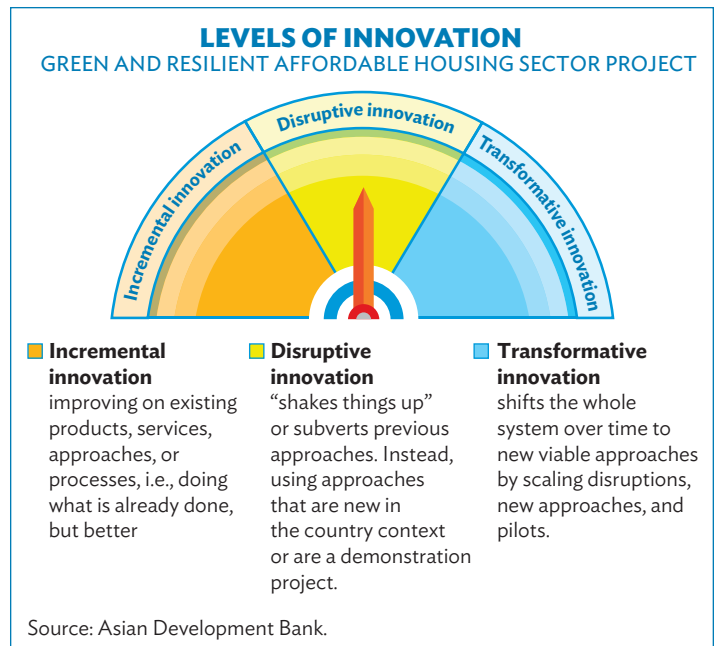 LEVELS OF INNOVATION
GREEN AND RESILIENT AFFORDABLE HOUSING SECTOR PROJECT
Incremental innovation
Disruptive innovation
Transformative innovation
Incremental
innovation
improving on existing
products, services,
approaches, or
processes, i.e., doing
what is already done,
but better
Disruptive
innovation
“shakes things up”
or subverts previous
approaches. Instead,
using approaches
that are new in
the country context
or are a demonstration
project.
Transformative
innovation
shifts the whole
system over time to
new viable approaches
by scaling disruptions,
new approaches, and
pilots.
Source: Asian Development Bank.